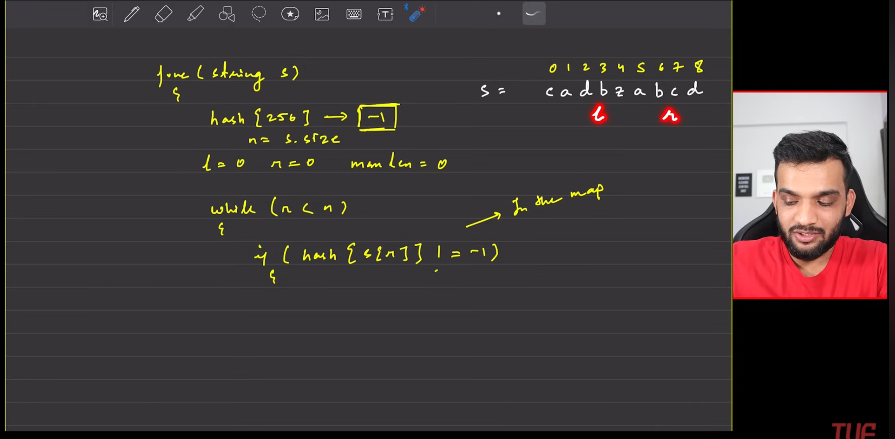 func (string s)
{
hash [256] → -1
n = s.size
l = 0 r = 0 maxlen = 0
while (r < n)
{
if ( hash [s[r]] != -1)
{
→ In the map
0 1 2 3 4 5 6 7 8
s = c a d b z a b c d
l r
T
TUF